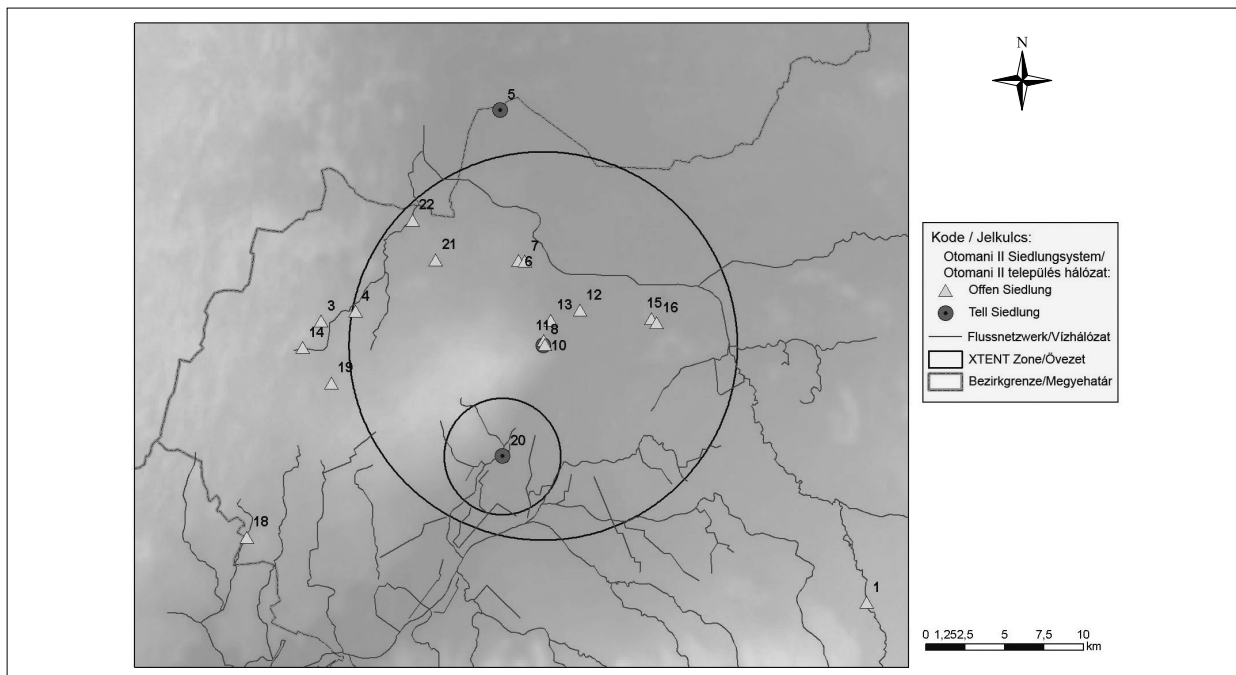 N
5
22
7
21
6
3
4
13
12
15
16
14
11
8
10
19
20
18
1
Kode / Jelkulcs:
Otomani II Siedlungsystem/
Otomani II település hálózat:
Offen Siedlung
Tell Siedlung
Flussnetzwerk/Vízhálózat
XTENT Zone/Övezet
Bezirkgrenze/Megyehatár
0 1,252,5 5 7,5 10
km